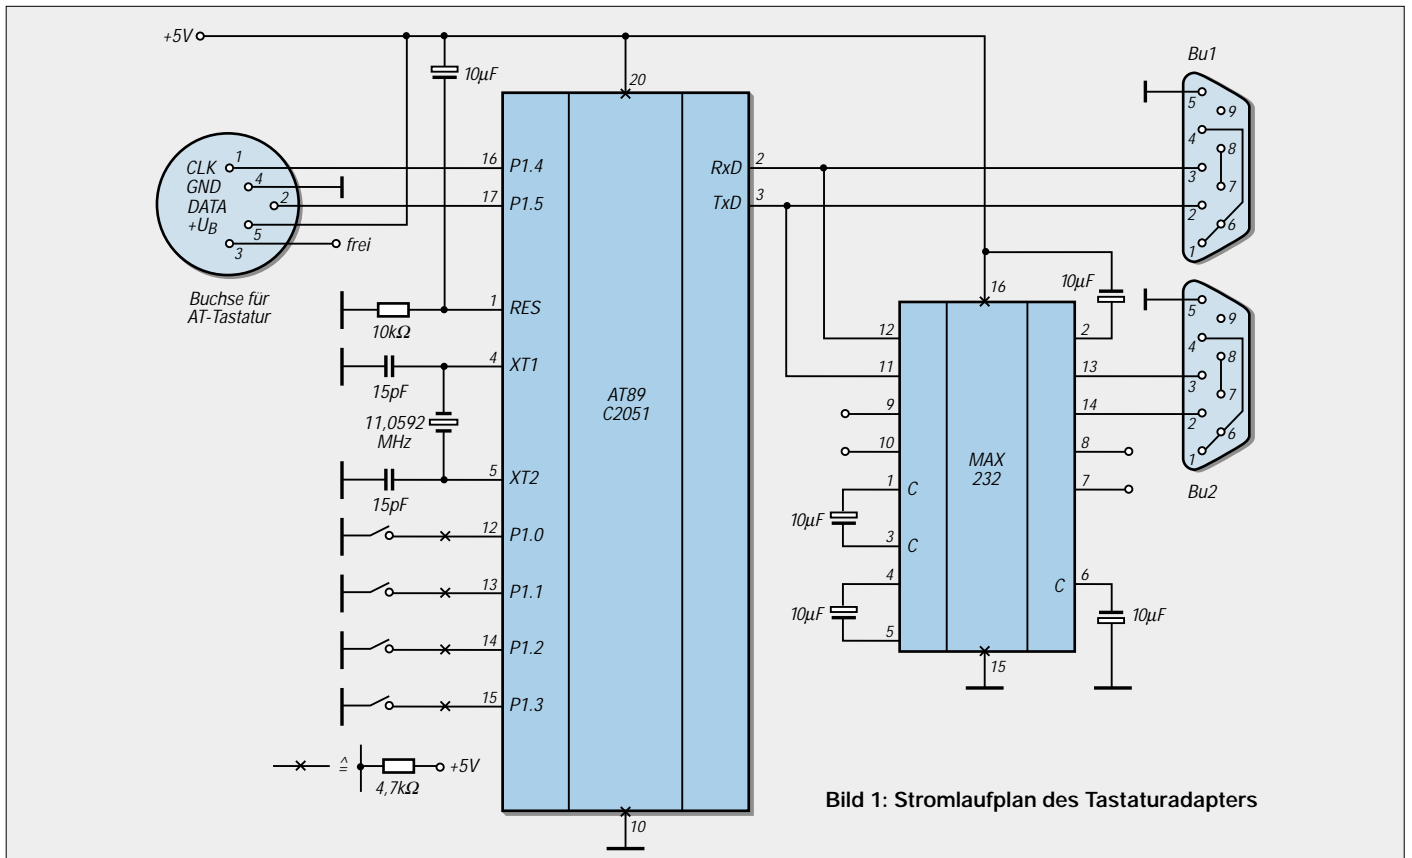 +5V
10µF
20
Bu1
5
9
4
8
3
7
2
6
1
CLK
1
GND
4
DATA
2
+UB
5
3
frei
Buchse für
AT-Tastatur
16
P1.4
17
P1.5
RxD
2
TxD
3
1
RES
10kΩ
4
XT1
15pF
11,0592
MHz
5
XT2
15pF
12
P1.0
13
P1.1
14
P1.2
15
P1.3
AT89
C2051
10
^
=
4,7kΩ
+5V
16
10µF
12
2
11
13
9
14
10
8
1
C
7
3
C
4
C
6
5
10µF
10µF
10µF
MAX
232
15
5
9
4
8
3
7
2
6
1
Bu2
Bild 1: Stromlaufplan des Tastaturadapters